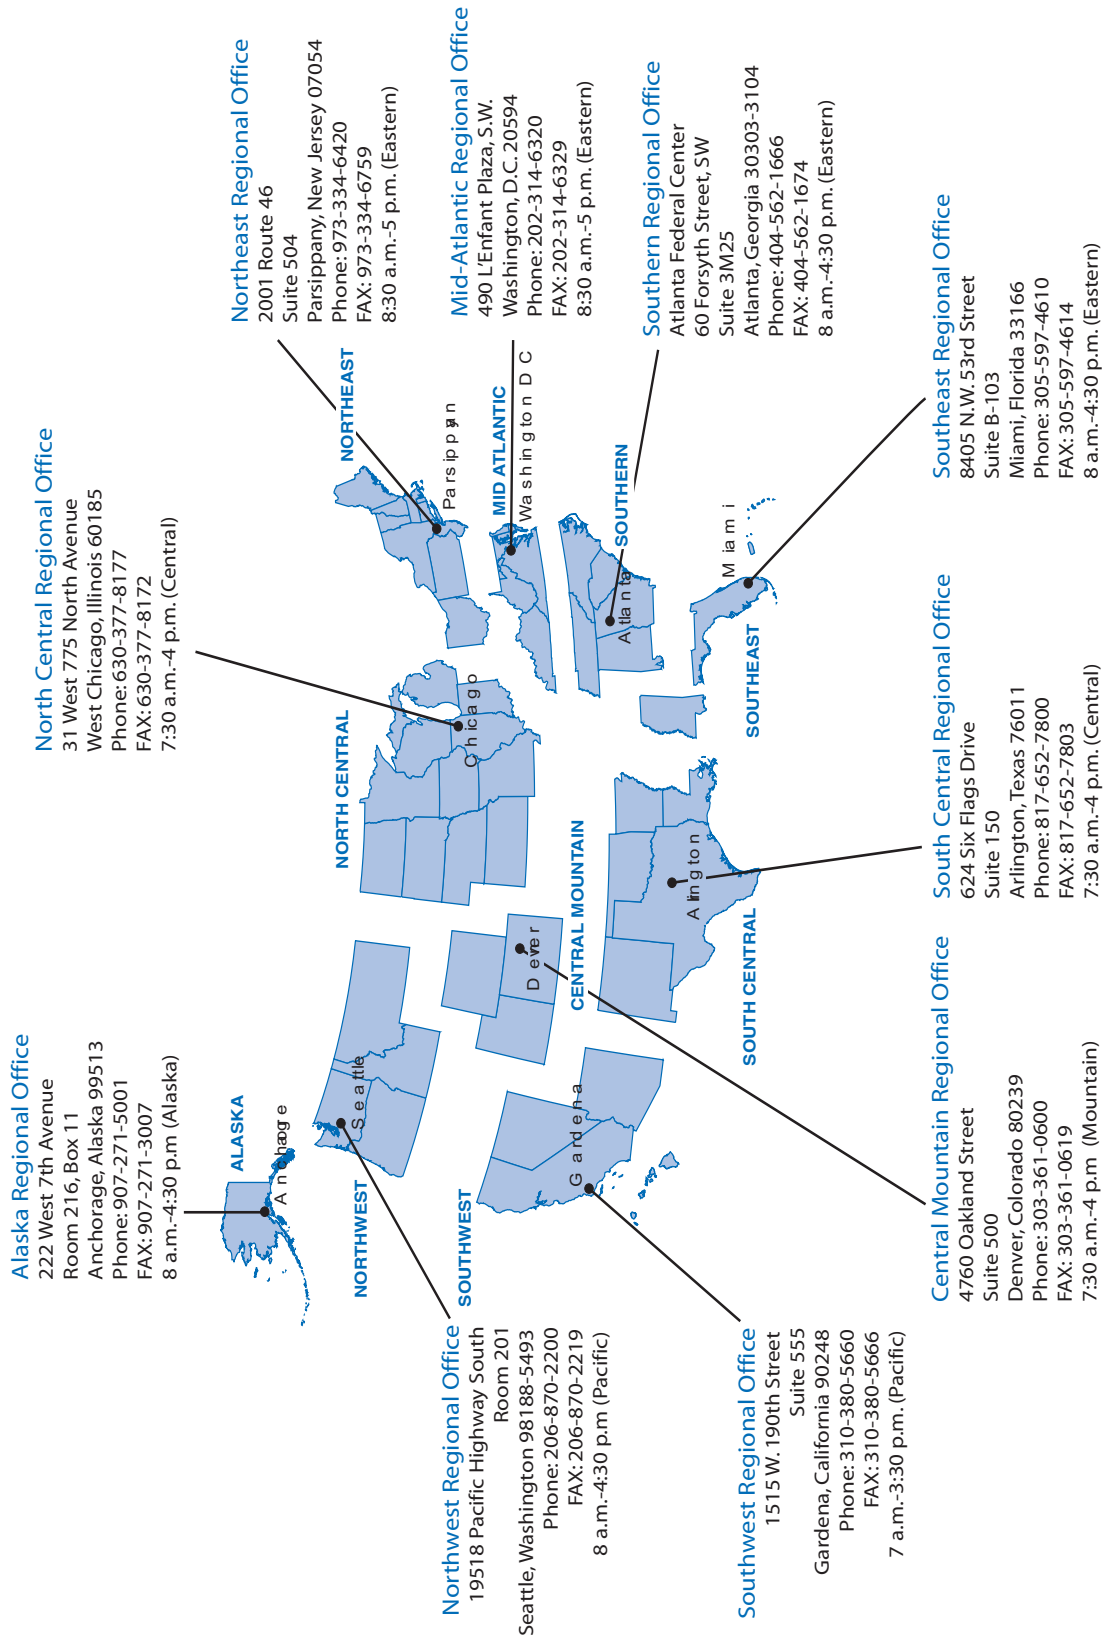 Alaska Regional Office
222 West 7th Avenue
Room 216, Box 11
Anchorage, Alaska 99513
Phone: 907-271-5001
FAX: 907-271-3007
8 a.m.-4:30 p.m (Alaska)
North Central Regional Office
31 West 775 North Avenue
West Chicago, Illinois 60185
Phone: 630-377-8177
FAX: 630-377-8172
7:30 a.m.-4 p.m. (Central)
Northeast Regional Office
2001 Route 46
Suite 504
Parsippany, New Jersey 07054
Phone: 973-334-6420
FAX: 973-334-6759
8:30 a.m.-5 p.m. (Eastern)
Mid-Atlantic Regional Office
490 L'Enfant Plaza, S.W.
Washington, D.C. 20594
Phone: 202-314-6320
FAX: 202-314-6329
8:30 a.m.-5 p.m. (Eastern)
Southern Regional Office
Atlanta Federal Center
60 Forsyth Street, SW
Suite 3M25
Atlanta, Georgia 30303-3104
Phone: 404-562-1666
FAX: 404-562-1674
8 a.m.-4:30 p.m. (Eastern)
Southeast Regional Office
8405 N.W. 53rd Street
Suite B-103
Miami, Florida 33166
Phone: 305-597-4610
FAX: 305-597-4614
8 a.m.-4:30 p.m. (Eastern)
South Central Regional Office
624 Six Flags Drive
Suite 150
Arlington, Texas 76011
Phone: 817-652-7800
FAX: 817-652-7803
7:30 a.m.-4 p.m. (Central)
Central Mountain Regional Office
4760 Oakland Street
Suite 500
Denver, Colorado 80239
Phone: 303-361-0600
FAX: 303-361-0619
7:30 a.m.-4 p.m (Mountain)
Northwest Regional Office
19518 Pacific Highway South
Room 201
Seattle, Washington 98188-5493
Phone: 206-870-2200
FAX: 206-870-2219
8 a.m.-4:30 p.m (Pacific)
Southwest Regional Office
1515 W. 190th Street
Suite 555
Gardena, California 90248
Phone: 310-380-5660
FAX: 310-380-5666
7 a.m.-3:30 p.m. (Pacific)
ALASKA
NORTHWEST
Seattle
SOUTHWEST
Gardena
CENTRAL MOUNTAIN
NORTH CENTRAL
Chicago
SOUTH CENTRAL
NORTHEAST
MID ATLANTIC
Washington DC
SOUTHERN
Atlanta
SOUTHEAST
Miami